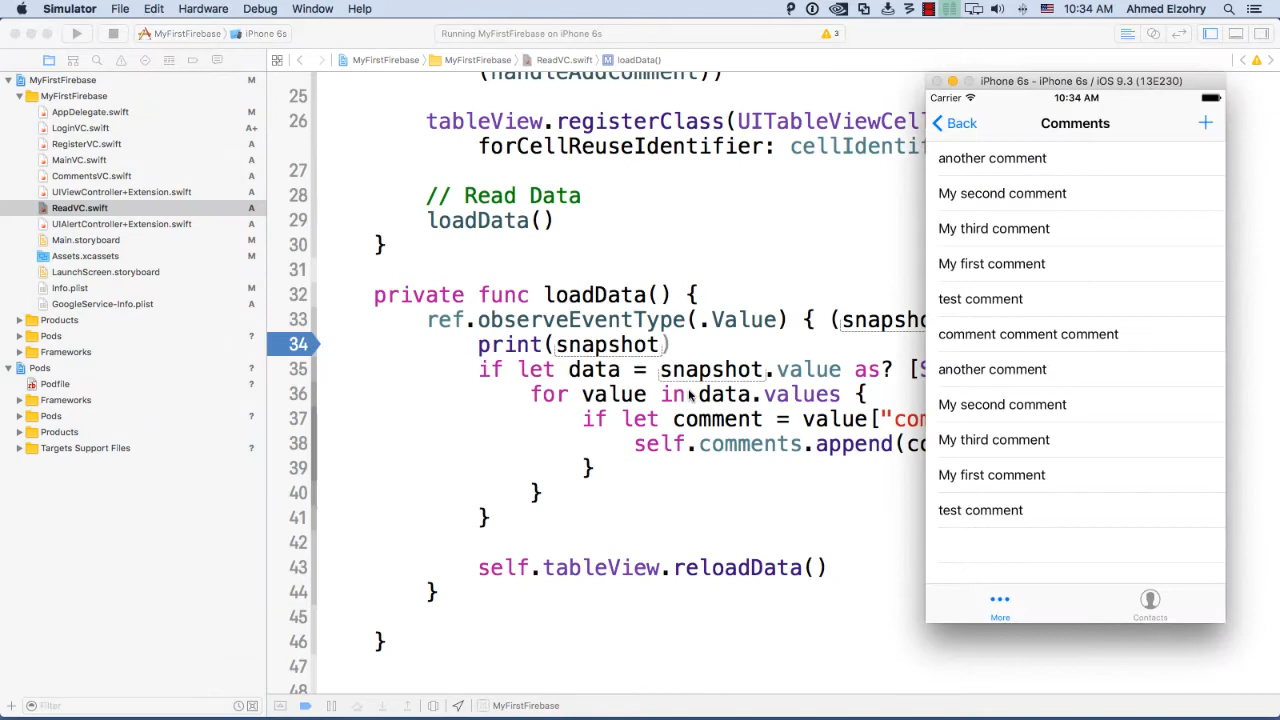 Simulator File Edit Hardware Debug Window Help 10:34 AM Ahmed Elzohry
MyFirstFirebase iPhone 6s Running MyFirstFirebase on iPhone 6s 3
MyFirstFirebase MyFirstFirebase ReadVC.swift M loadData()
MyFirstFirebase M
MyFirstFirebase
AppDelegate.swift M
LoginVC.swift A+
RegisterVC.swift A
MainVC.swift A
CommentsVC.swift A
UIViewController+Extension.swift A
ReadVC.swift A
UIAlertController+Extension.swift A
Main.storyboard M
Assets.xcassets M
LaunchScreen.storyboard
Info.plist M
GoogleService-Info.plist A
Products
Pods ?
Frameworks
Pods ?
Podfile ?
Frameworks ?
Pods ?
Products
Targets Support Files ?
Filter
(handleAddComment))
25
26 tableView.registerClass(UITableViewCell
forCellReuseIdentifier: cellIdentif
27
28 // Read Data
29 loadData()
30 }
31
32 private func loadData() {
33 ref.observeEventType(.Value) { (snapsho
34 print(snapshot)
35 if let data = snapshot.value as? [S
36 for value in data.values {
37 if let comment = value["com
38 self.comments.append(co
39 }
40 }
41 }
42
43 self.tableView.reloadData()
44 }
45
46 }
47
48
MyFirstFirebase
iPhone 6s - iPhone 6s / iOS 9.3 (13E230)
Carrier 10:34 AM
Back Comments +
another comment
My second comment
My third comment
My first comment
test comment
comment comment comment
another comment
My second comment
My third comment
My first comment
test comment
More Contacts